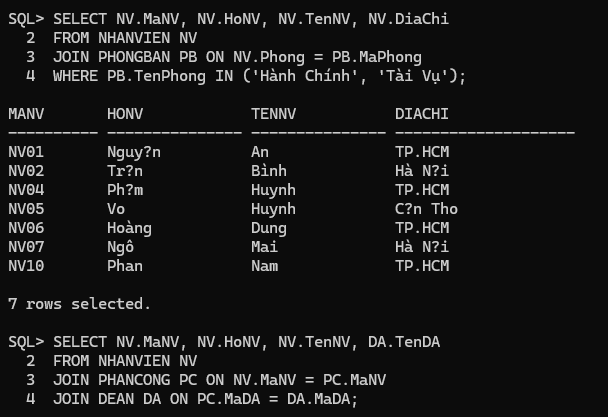 SQL> SELECT NV.MaNV, NV.HoNV, NV.TenNV, NV.DiaChi
  2  FROM NHANVIEN NV
  3  JOIN PHONGBAN PB ON NV.Phong = PB.MaPhong
  4  WHERE PB.TenPhong IN ('Hành Chính', 'Tài Vụ');
MANV       HONV            TENNV           DIACHI
---------- --------------- --------------- --------------------
NV01       Nguy?n          An              TP.HCM
NV02       Tr?n            Bình            Hà N?i
NV04       Ph?m            Huynh           TP.HCM
NV05       Vo              Huynh           C?n Tho
NV06       Hoàng           Dung            TP.HCM
NV07       Ngô             Mai             Hà N?i
NV10       Phan            Nam             TP.HCM
7 rows selected.
SQL> SELECT NV.MaNV, NV.HoNV, NV.TenNV, DA.TenDA
  2  FROM NHANVIEN NV
  3  JOIN PHANCONG PC ON NV.MaNV = PC.MaNV
  4  JOIN DEAN DA ON PC.MaDA = DA.MaDA;